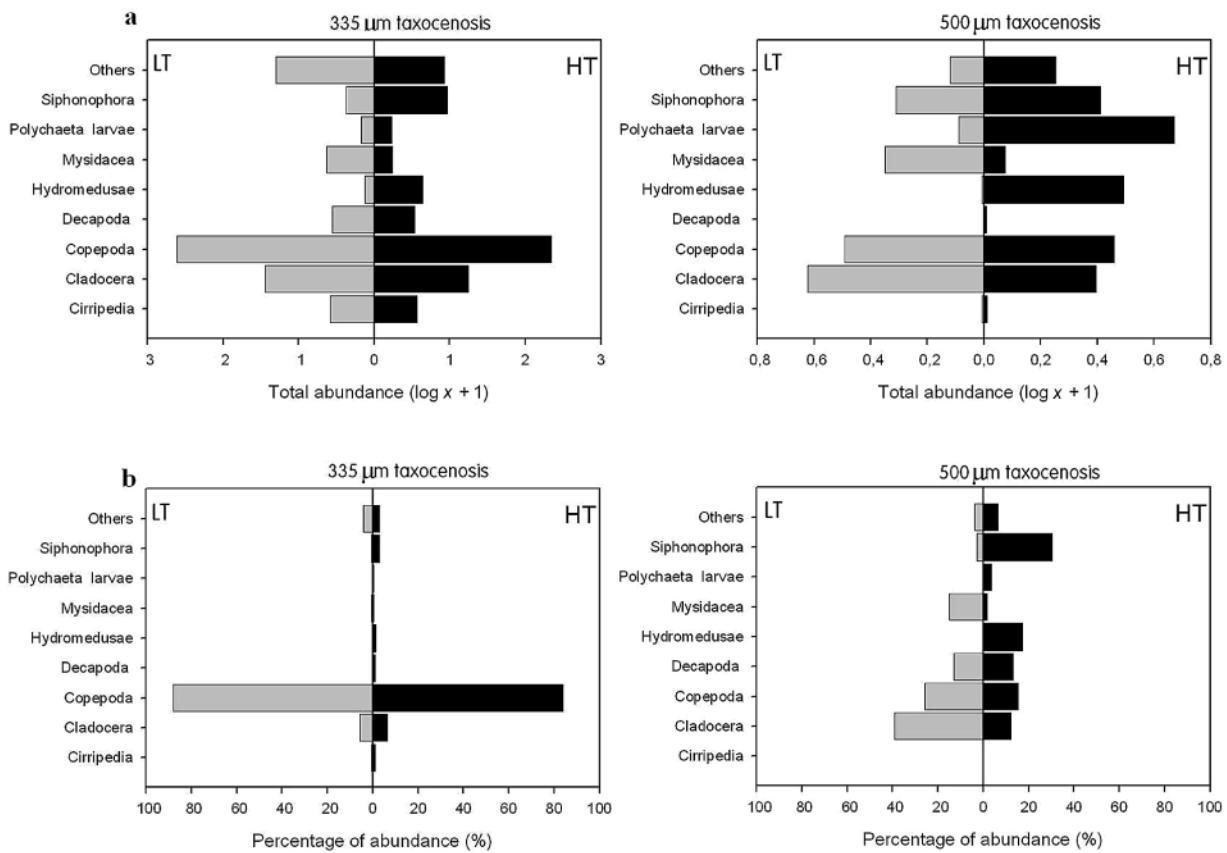 a
335 µm taxocenosis
LT
HT
Others
Siphonophora
Polychaeta larvae
Mysidacea
Hydromedusae
Decapoda
Copepoda
Cladocera
Cirripedia
3 2 1 0 1 2 3
Total abundance (log x + 1)
500 µm taxocenosis
LT
HT
Others
Siphonophora
Polychaeta larvae
Mysidacea
Hydromedusae
Decapoda
Copepoda
Cladocera
Cirripedia
0,8 0,6 0,4 0,2 0,0 0,2 0,4 0,6 0,8
Total abundance (log x + 1)
b
335 µm taxocenosis
LT
HT
Others
Siphonophora
Polychaeta larvae
Mysidacea
Hydromedusae
Decapoda
Copepoda
Cladocera
Cirripedia
100 80 60 40 20 0 20 40 60 80 100
Percentage of abundance (%)
500 µm taxocenosis
LT
HT
Others
Siphonophora
Polychaeta larvae
Mysidacea
Hydromedusae
Decapoda
Copepoda
Cladocera
Cirripedia
100 80 60 40 20 0 20 40 60 80 100
Percentage of abundance (%)